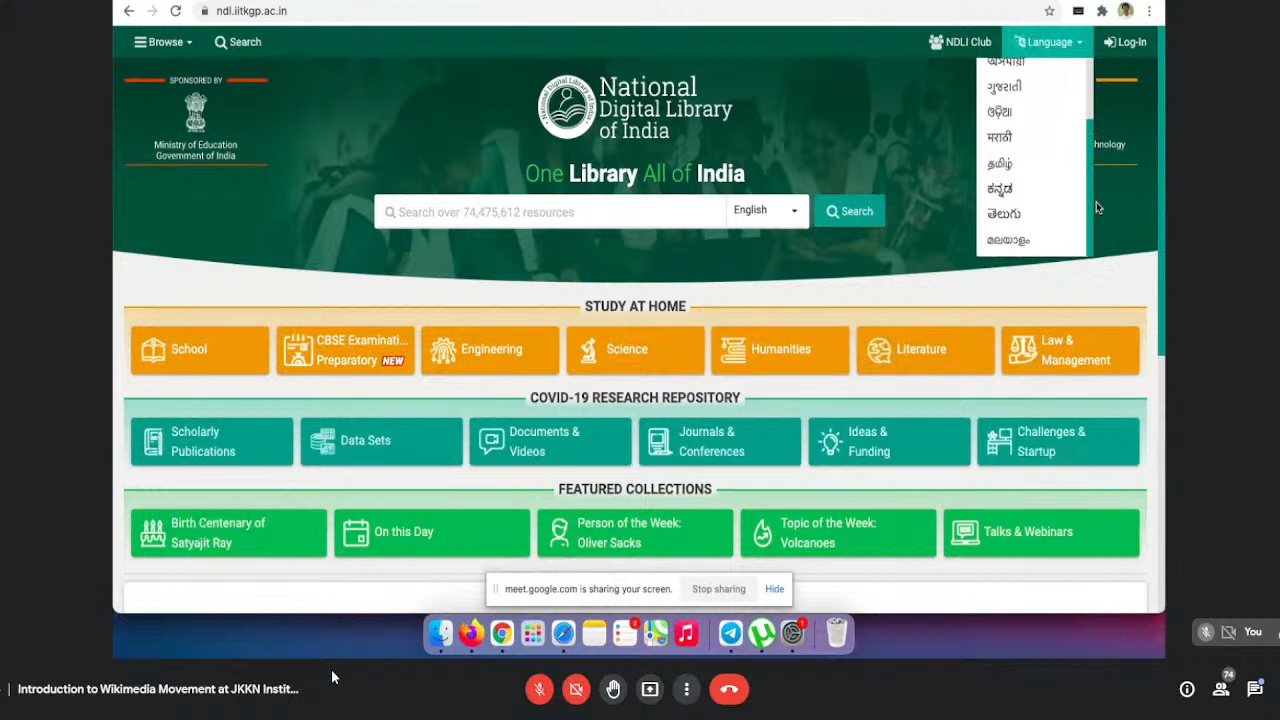 ndl.iitkgp.ac.in
Browse
Search
NDLI Club
Language
Log-In
অসমীয়া
ગુજરાતી
ଓଡ଼ିଆ
मराठी
தமிழ்
ಕನ್ನಡ
తెలుగు
മലയാളം
SPONSORED BY
Ministry of Education
Government of India
National
Digital Library
of India
One Library All of India
Search over 74,475,612 resources
English
Search
STUDY AT HOME
School
CBSE Examinati...
Preparatory NEW
Engineering
Science
Humanities
Literature
Law &
Management
COVID-19 RESEARCH REPOSITORY
Scholarly
Publications
Data Sets
Documents &
Videos
Journals &
Conferences
Ideas &
Funding
Challenges &
Startup
FEATURED COLLECTIONS
Birth Centenary of
Satyajit Ray
On this Day
Person of the Week:
Oliver Sacks
Topic of the Week:
Volcanoes
Talks & Webinars
meet.google.com is sharing your screen.
Stop sharing
Hide
You
Introduction to Wikimedia Movement at JKKN Instit...
74